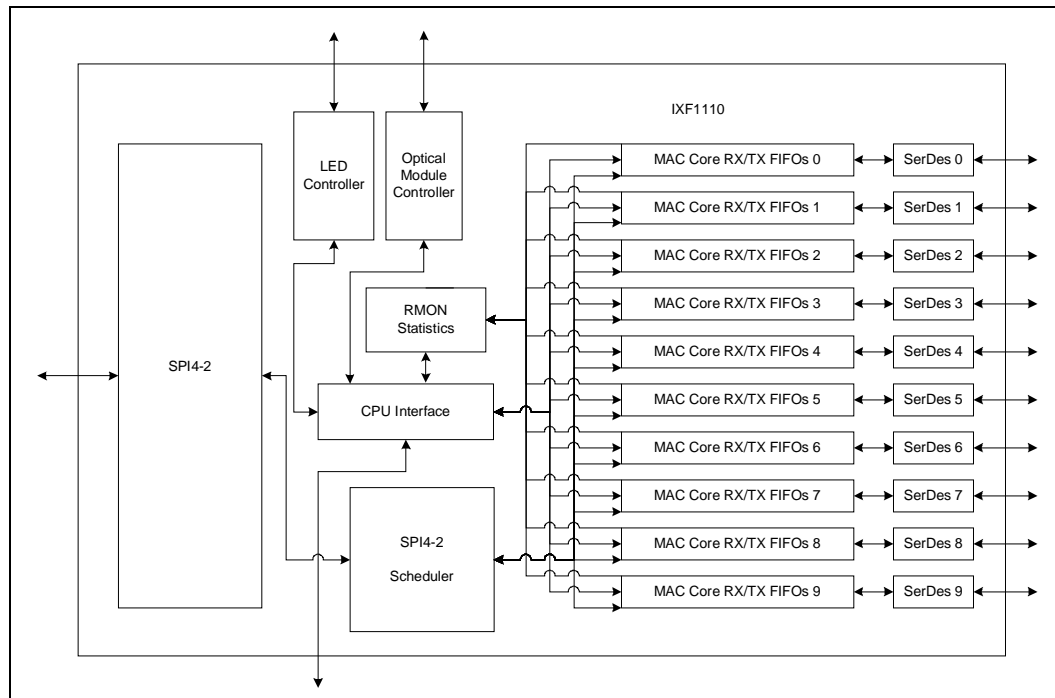 IXF1110
LED
Controller
Optical
Module
Controller
RMON
Statistics
SPI4-2
CPU Interface
SPI4-2
Scheduler
MAC Core RX/TX FIFOs 0
SerDes 0
MAC Core RX/TX FIFOs 1
SerDes 1
MAC Core RX/TX FIFOs 2
SerDes 2
MAC Core RX/TX FIFOs 3
SerDes 3
MAC Core RX/TX FIFOs 4
SerDes 4
MAC Core RX/TX FIFOs 5
SerDes 5
MAC Core RX/TX FIFOs 6
SerDes 6
MAC Core RX/TX FIFOs 7
SerDes 7
MAC Core RX/TX FIFOs 8
SerDes 8
MAC Core RX/TX FIFOs 9
SerDes 9